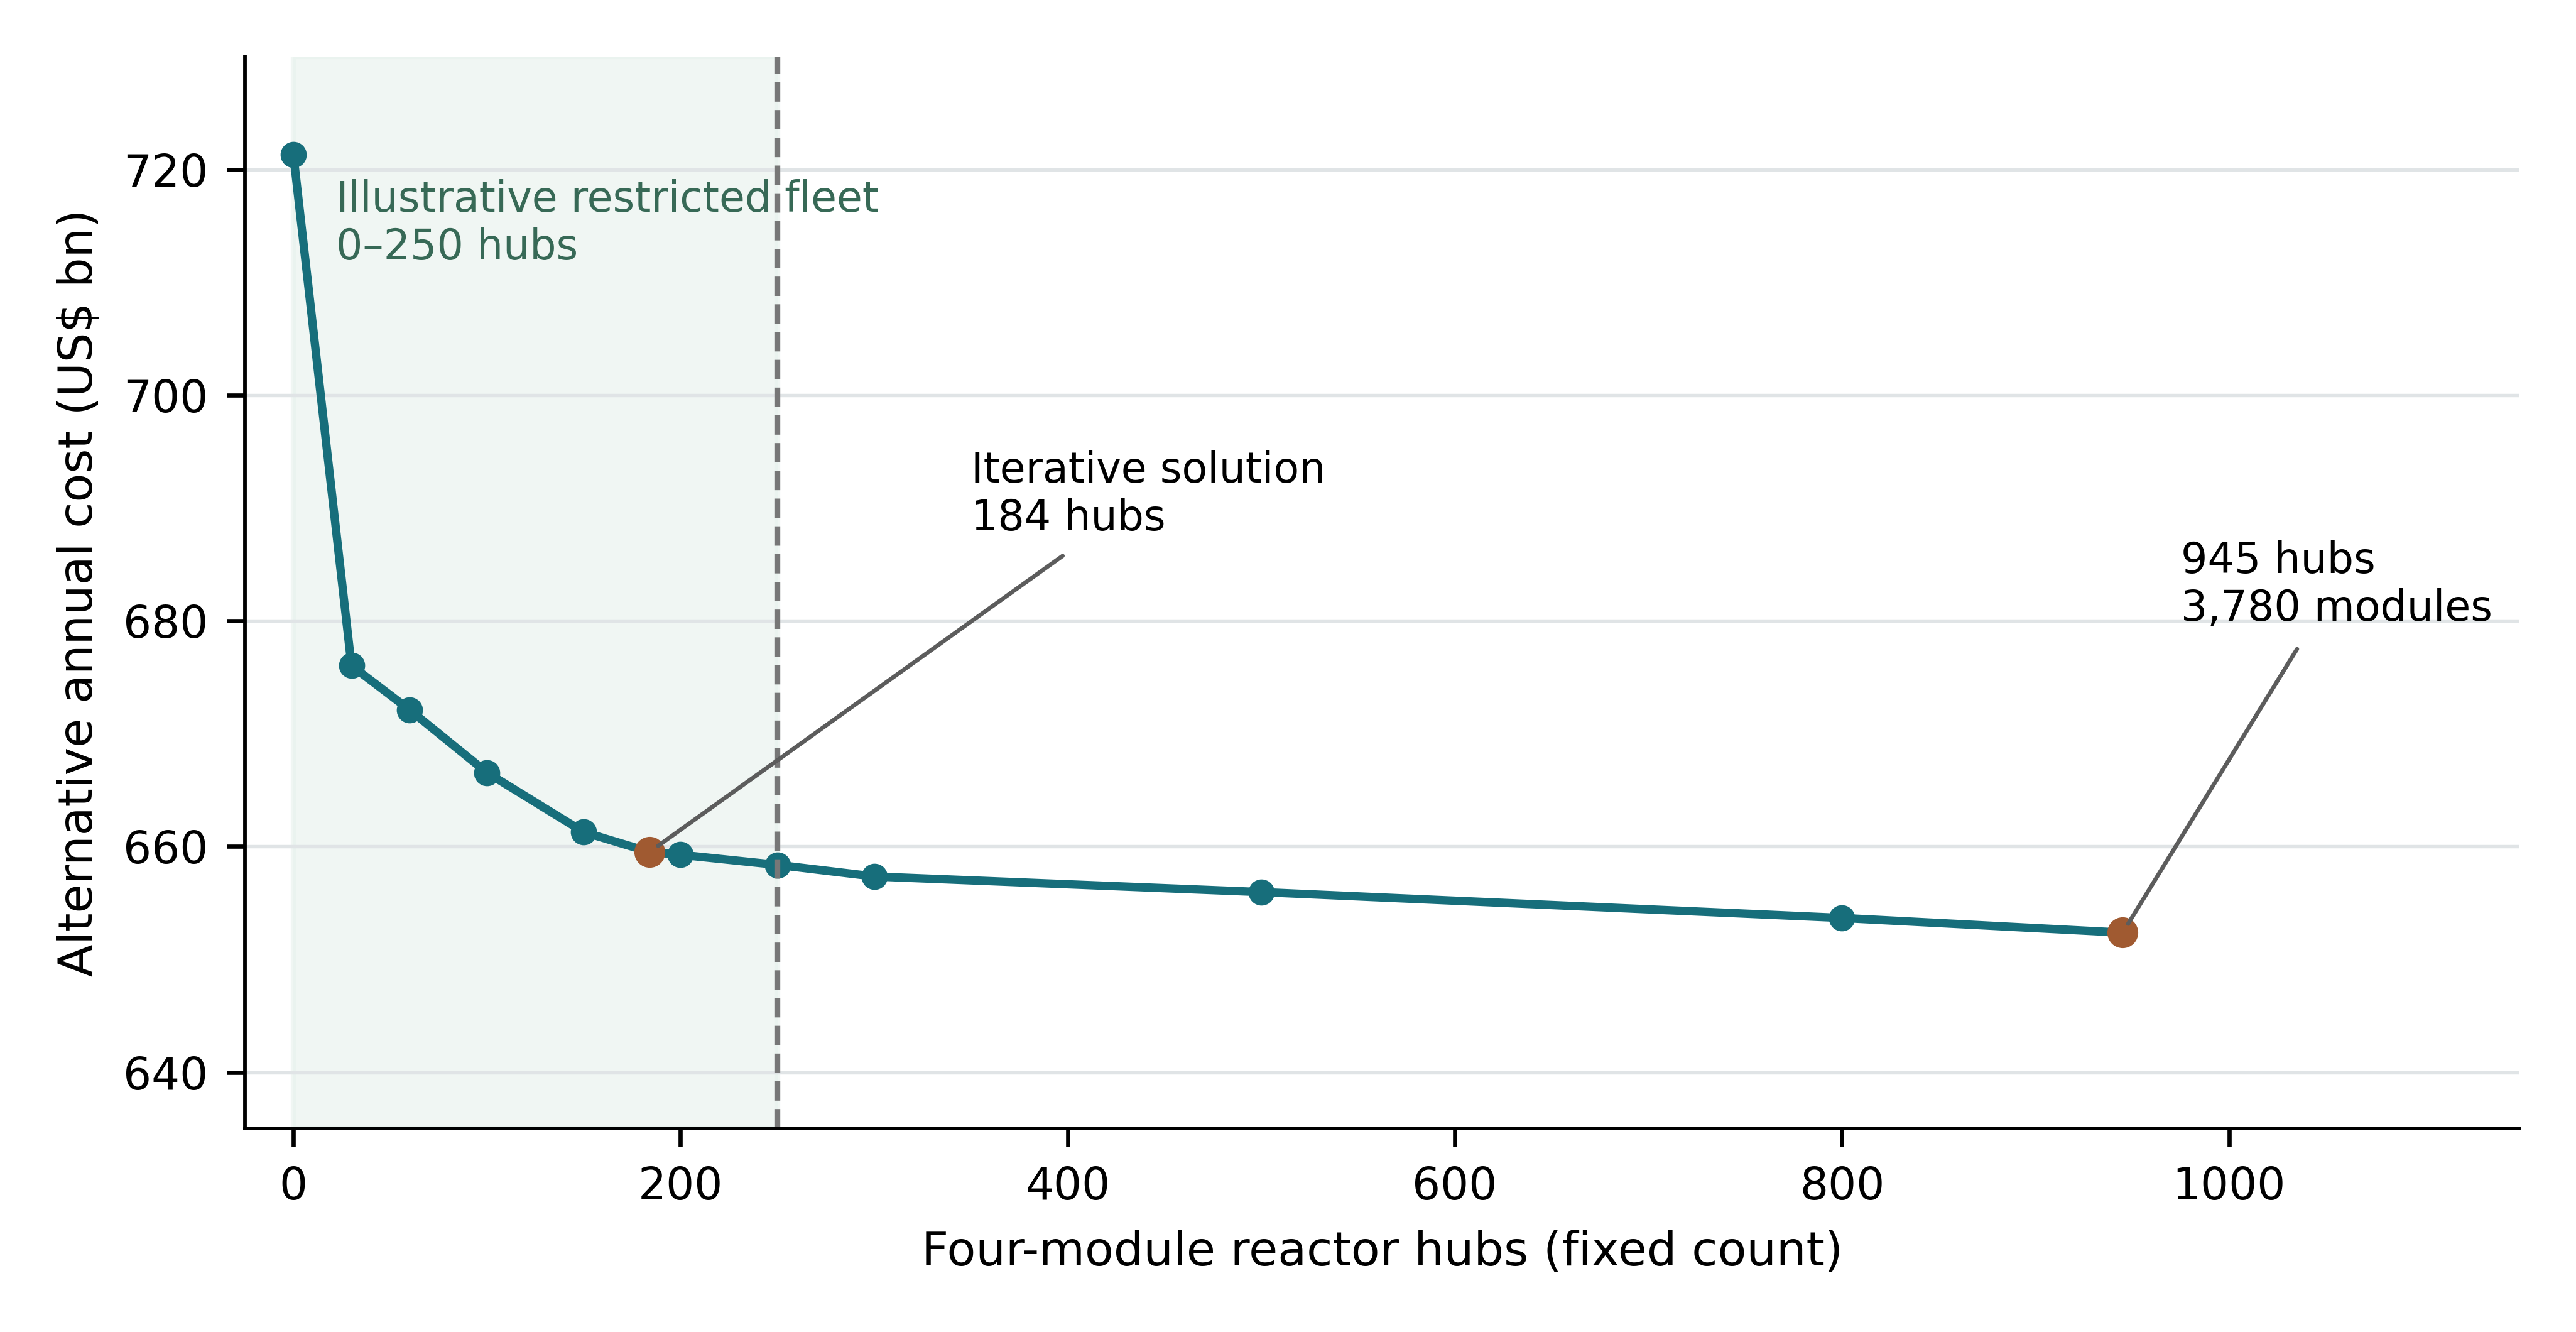 Alternative annual cost (US$ bn)
720
700
680
660
640
Illustrative restricted fleet
0–250 hubs
Iterative solution
184 hubs
945 hubs
3,780 modules
0
200
400
600
800
1000
Four-module reactor hubs (fixed count)